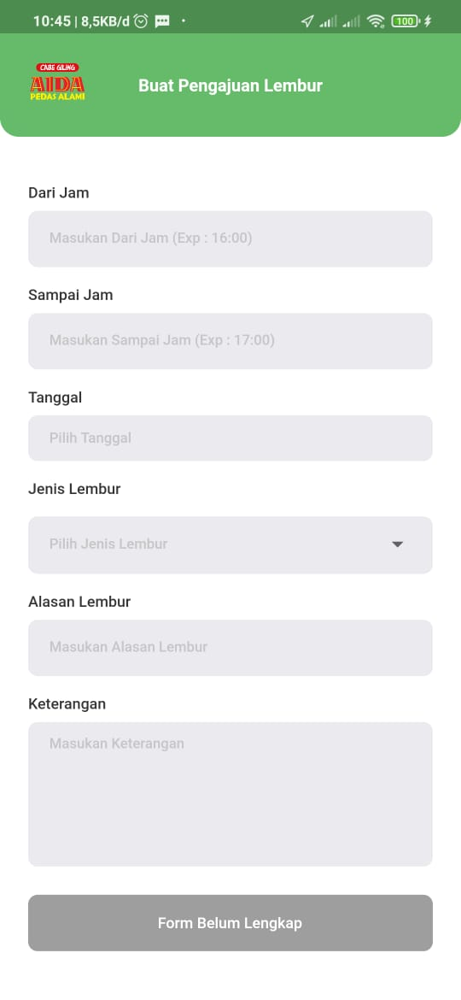 10:45 | 8,5KB/d
100
CABE GILING
AIDA
PEDAS ALAMI
Buat Pengajuan Lembur
Dari Jam
Masukan Dari Jam (Exp : 16:00)
Sampai Jam
Masukan Sampai Jam (Exp : 17:00)
Tanggal
Pilih Tanggal
Jenis Lembur
Pilih Jenis Lembur
Alasan Lembur
Masukan Alasan Lembur
Keterangan
Masukan Keterangan
Form Belum Lengkap